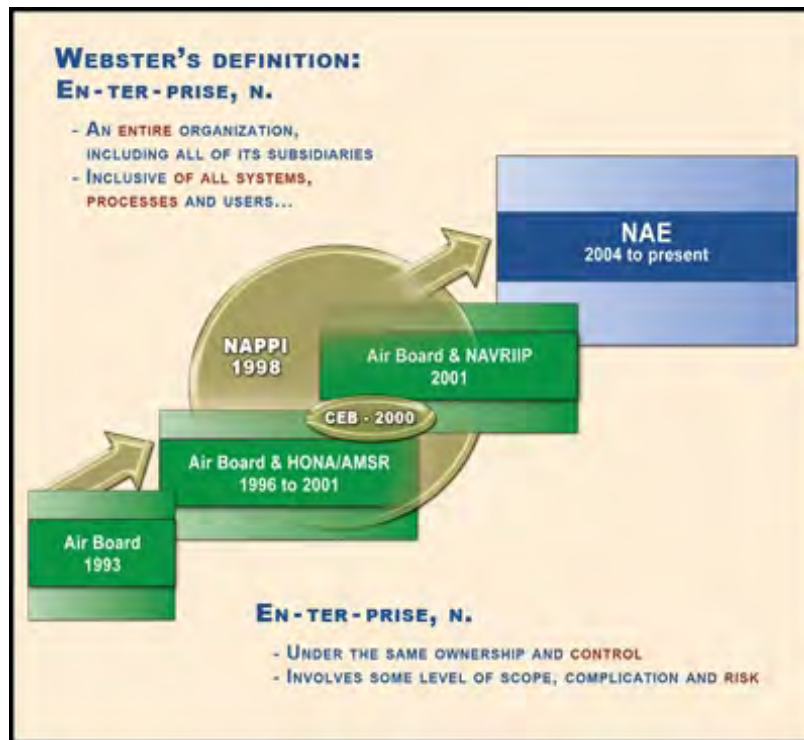 WEBSTER'S DEFINITION:
EN-TER-PRISE, N.
- AN ENTIRE ORGANIZATION,
INCLUDING ALL OF ITS SUBSIDIARIES
- INCLUSIVE OF ALL SYSTEMS,
PROCESSES AND USERS...
NAE
2004 to present
NAPPI
1998
Air Board & NAVRIIP
2001
CEB - 2000
Air Board & HONA/AMSR
1996 to 2001
Air Board
1993
EN-TER-PRISE, N.
- UNDER THE SAME OWNERSHIP AND CONTROL
- INVOLVES SOME LEVEL OF SCOPE, COMPLICATION AND RISK